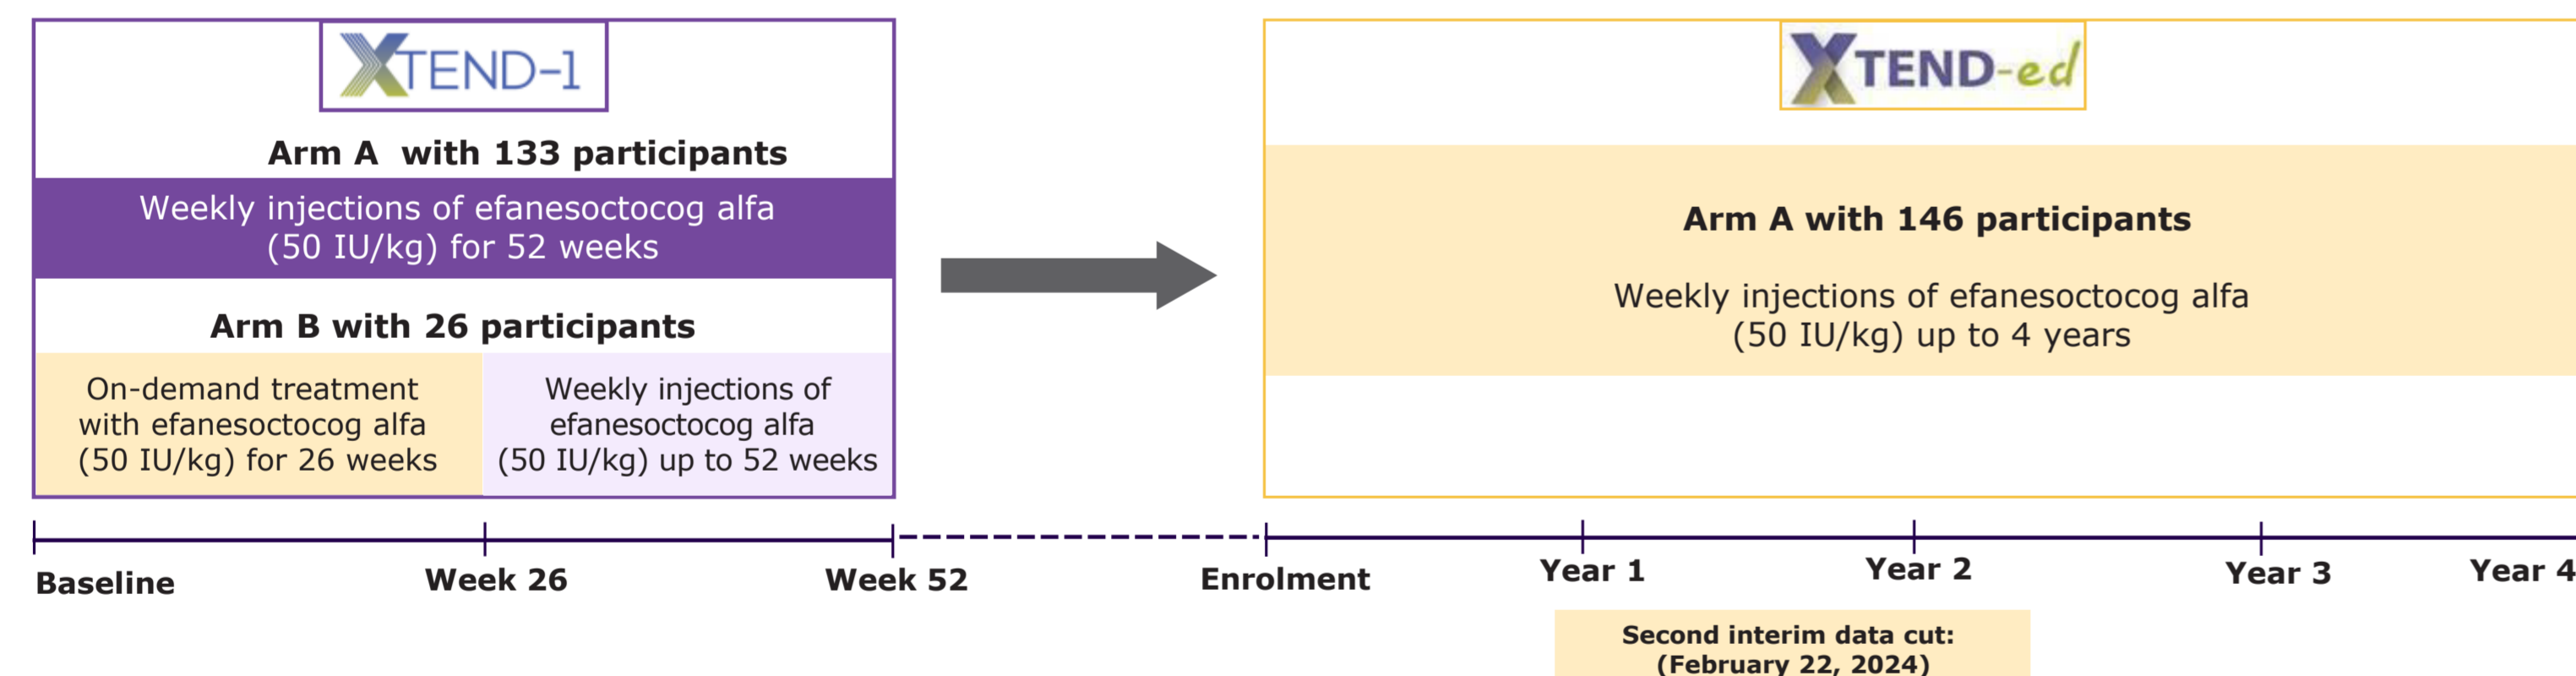 XTEND-1
Arm A with 133 participants
Weekly injections of efanesoctocog alfa
(50 IU/kg) for 52 weeks
Arm B with 26 participants
On-demand treatment
with efanesoctocog alfa
(50 IU/kg) for 26 weeks
Weekly injections of
efanesoctocog alfa
(50 IU/kg) up to 52 weeks
XTEND-ed
Arm A with 146 participants
Weekly injections of efanesoctocog alfa
(50 IU/kg) up to 4 years
Baseline
Week 26
Week 52
Enrolment
Year 1
Year 2
Year 3
Year 4
Second interim data cut:
(February 22, 2024)